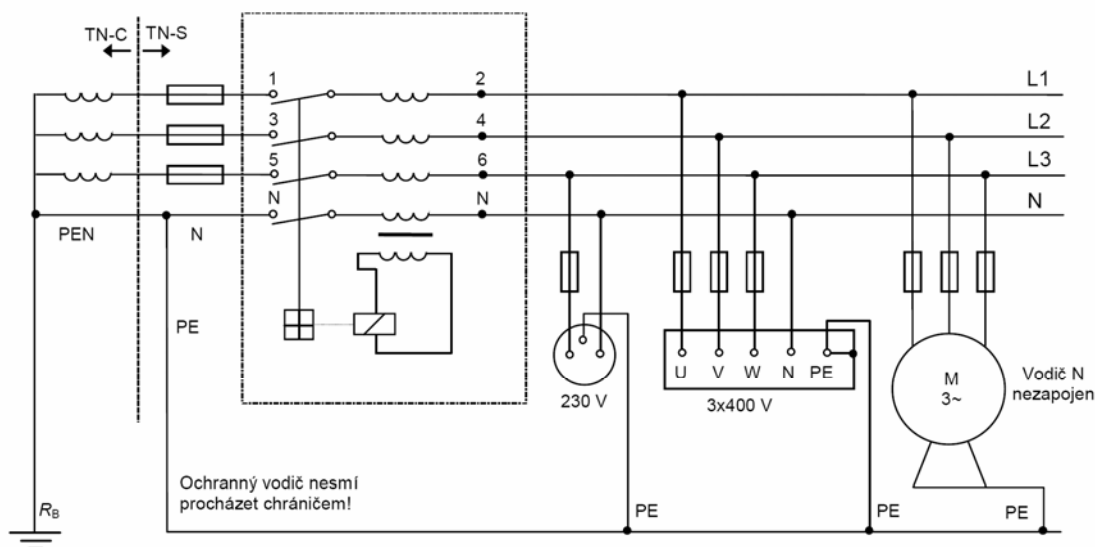 TN-C TN-S
1 2 L1
3 4 L2
5 6 L3
N N N
PEN N
PE
U V W N PE
230 V
3x400 V
M
3~
Vodič N
nezapojen
Ochranný vodič nesmí
procházet chráničem!
RB
PE PE PE